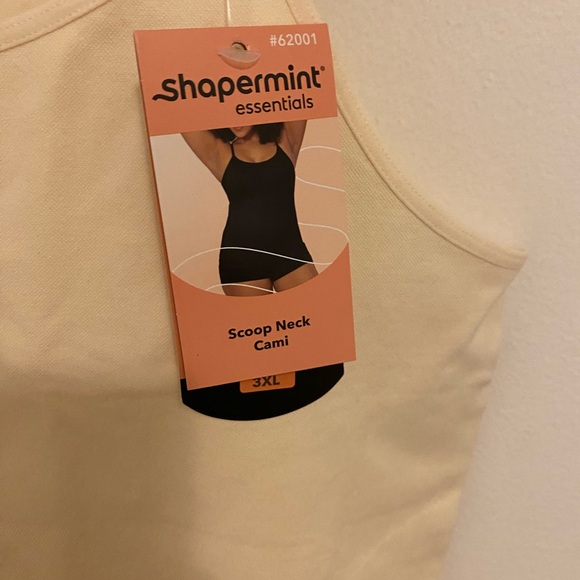 #62001
Shapermint®
essentials
Scoop Neck
Cami
3XL